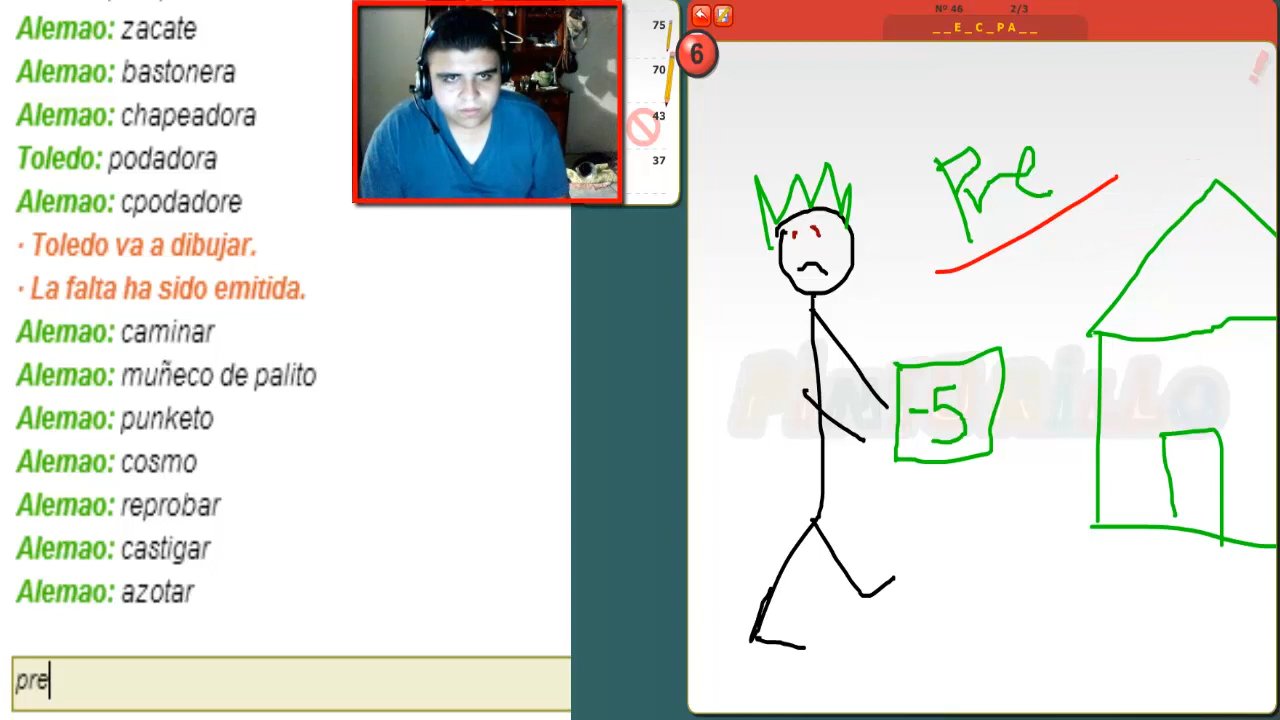 Alemao: zacate
Alemao: bastonera
Alemao: chapeadora
Toledo: podadora
Alemao: cpodadore
· Toledo va a dibujar.
· La falta ha sido emitida.
Alemao: caminar
Alemao: muñeco de palito
Alemao: punketo
Alemao: cosmo
Alemao: reprobar
Alemao: castigar
Alemao: azotar
pre
75
70
43
37
6
Nº 46 2/3
__E_C_PA__
Pre
-5